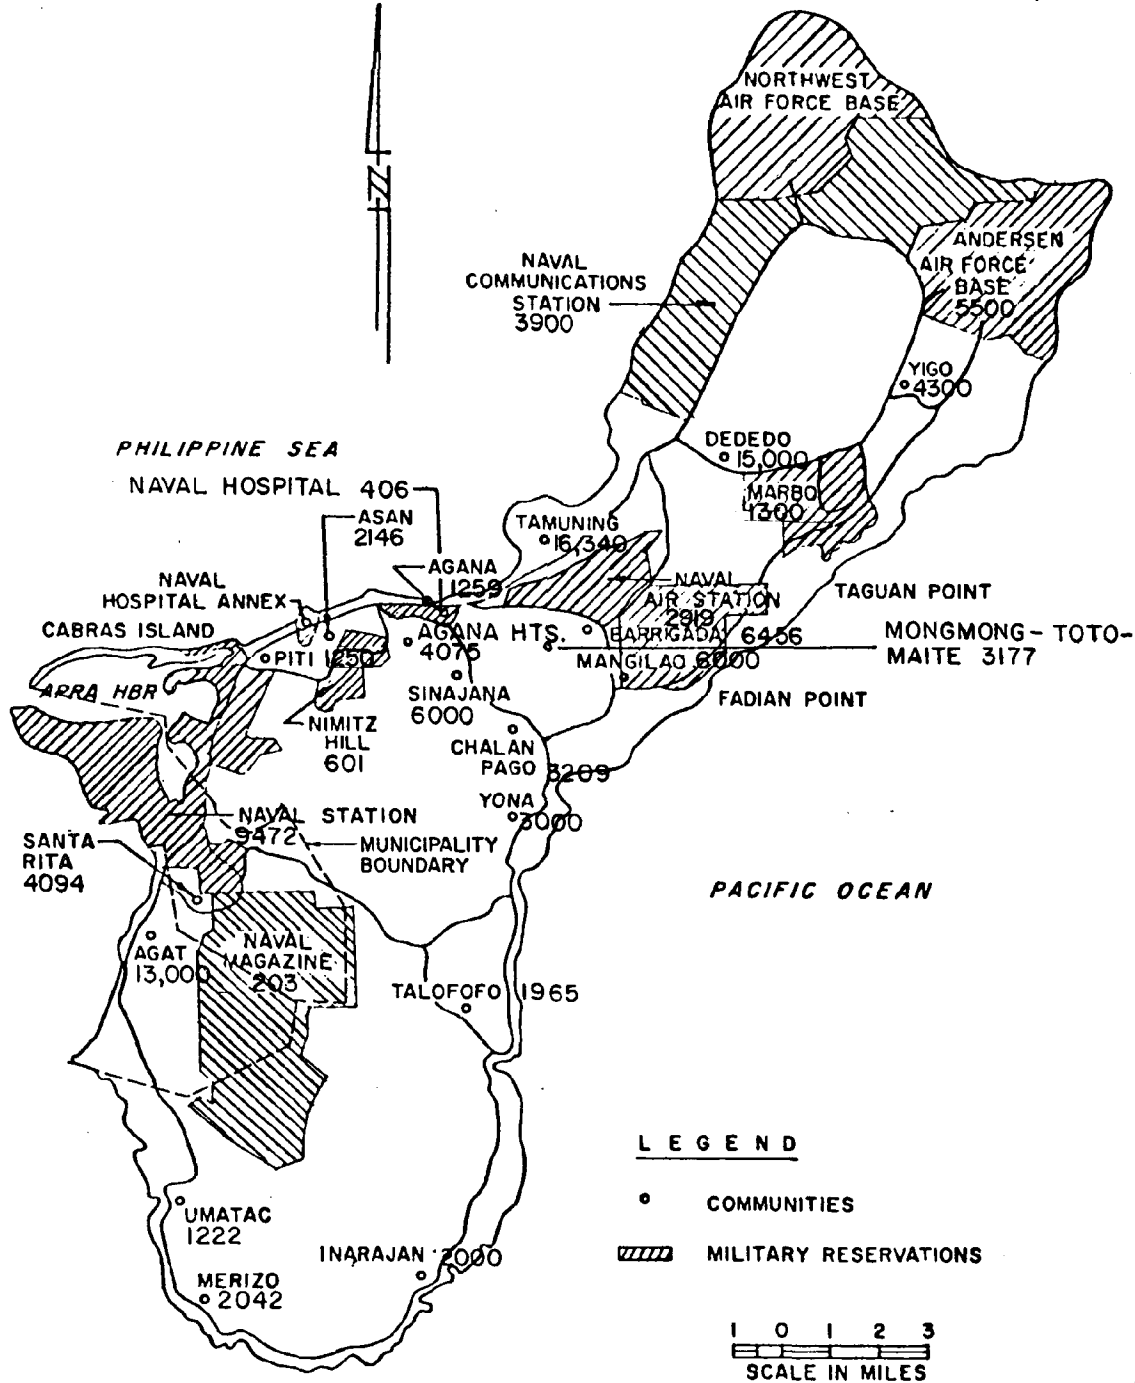 NORTHWEST
AIR FORCE BASE
N
ANDERSEN
AIR FORCE
BASE
5500
NAVAL
COMMUNICATIONS
STATION
3900
YIGO
4300
PHILIPPINE SEA
DEDEDO
15,000
NAVAL HOSPITAL 406
MARBO
1300
ASAN
2146
TAMUNING
16,340
AGANA
1259
NAVAL
HOSPITAL ANNEX
NAVAL
AIR STATION
2919
TAGUAN POINT
CABRAS ISLAND
AGANA HTS.
4075
BARRIGADA 6456
MONGMONG-TOTO-
MAITE 3177
PITI 1250
MANGILAO 6000
APRA HBR
SINAJANA
6000
FADIAN POINT
NIMITZ
HILL
601
CHALAN
PAGO 3209
YONA
3000
NAVAL STATION
9472
SANTA
RITA
4094
MUNICIPALITY
BOUNDARY
PACIFIC OCEAN
AGAT
13,000
NAVAL
MAGAZINE
203
TALOFOFO 1965
LEGEND
COMMUNITIES
UMATAC
1222
INARAJAN 2000
MILITARY RESERVATIONS
MERIZO
2042
1 0 1 2 3
SCALE IN MILES